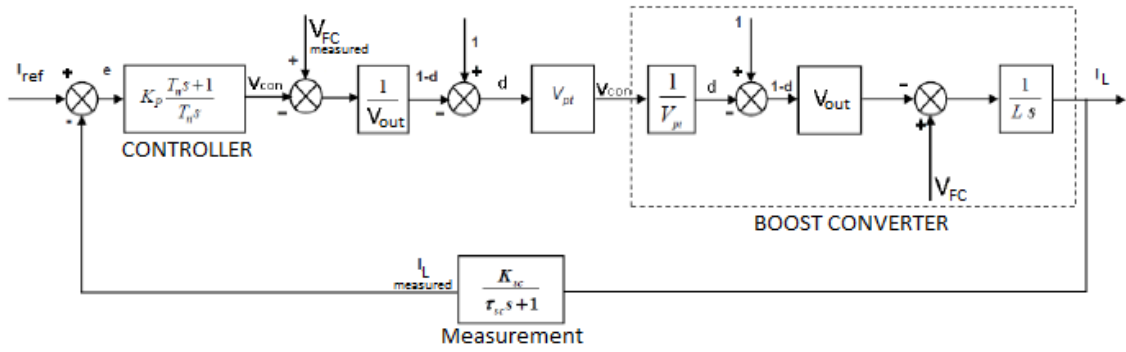 I_ref
+
-
e
K_P (T_n s+1)/(T_n s)
CONTROLLER
V_con
V_FC
measured
+
-
1/V_out
1-d
1
+
-
d
V_pt
V_con
1/V_pt
d
1
+
-
1-d
V_out
-
+
V_FC
1/(L s)
I_L
BOOST CONVERTER
I_L
measured
K_sc/(τ_sc s+1)
Measurement